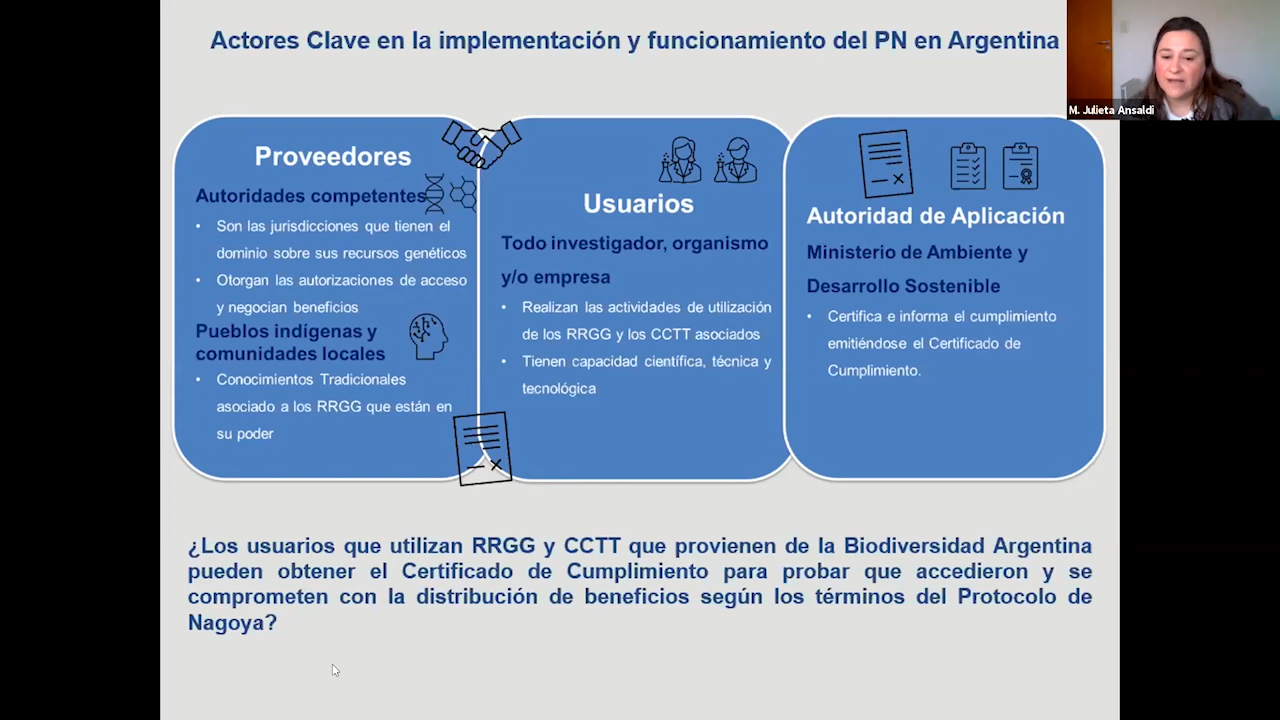 Actores Clave en la implementación y funcionamiento del PN en Argentina
M. Julieta Ansaldi
Proveedores
Autoridades competentes
• Son las jurisdicciones que tienen el
dominio sobre sus recursos genéticos
• Otorgan las autorizaciones de acceso
y negocian beneficios
Pueblos indígenas y
comunidades locales
• Conocimientos Tradicionales
asociado a los RRGG que están en
su poder
Usuarios
Todo investigador, organismo
y/o empresa
• Realizan las actividades de utilización
de los RRGG y los CCTT asociados
• Tienen capacidad científica, técnica y
tecnológica
Autoridad de Aplicación
Ministerio de Ambiente y
Desarrollo Sostenible
• Certifica e informa el cumplimiento
emitiéndose el Certificado de
Cumplimiento.
¿Los usuarios que utilizan RRGG y CCTT que provienen de la Biodiversidad Argentina
pueden obtener el Certificado de Cumplimiento para probar que accedieron y se
comprometen con la distribución de beneficios según los términos del Protocolo de
Nagoya?